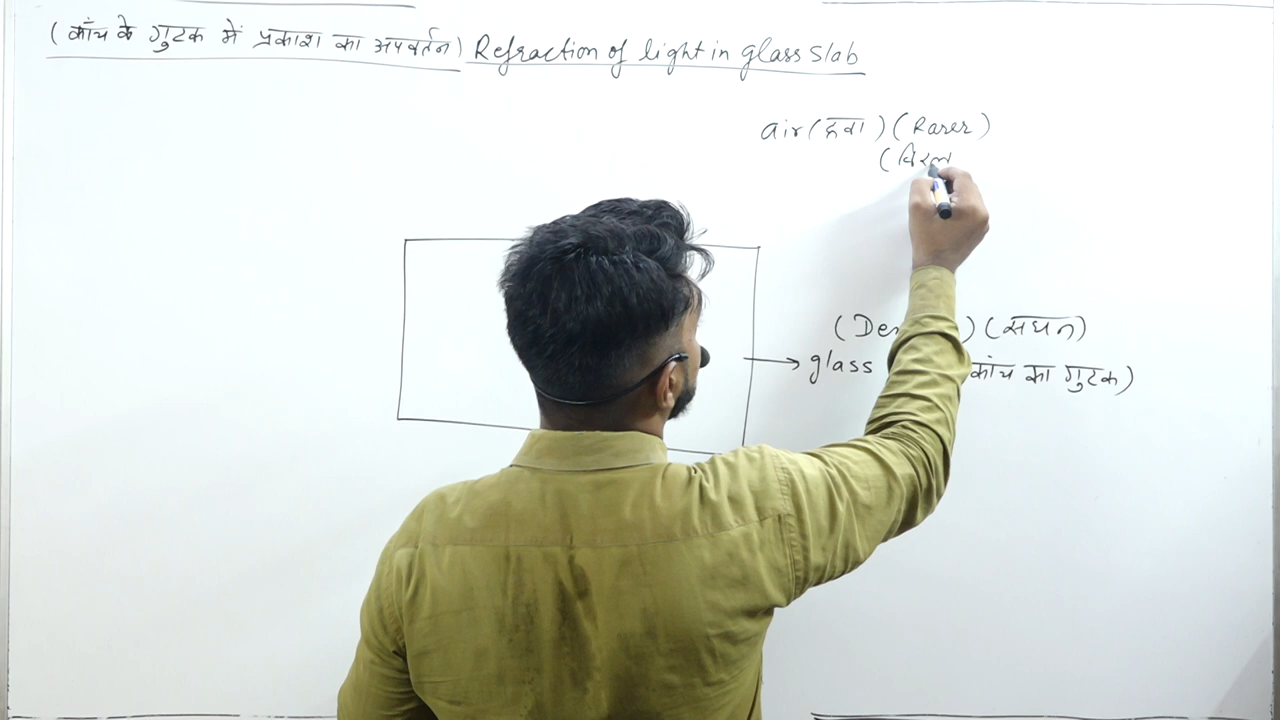 (काँच के गुटक में प्रकाश का अपवर्तन) Refraction of light in glass slab
air (हवा) (Rarer)
(विरल
(De ) (सघन)
glass काँच का गुटक)